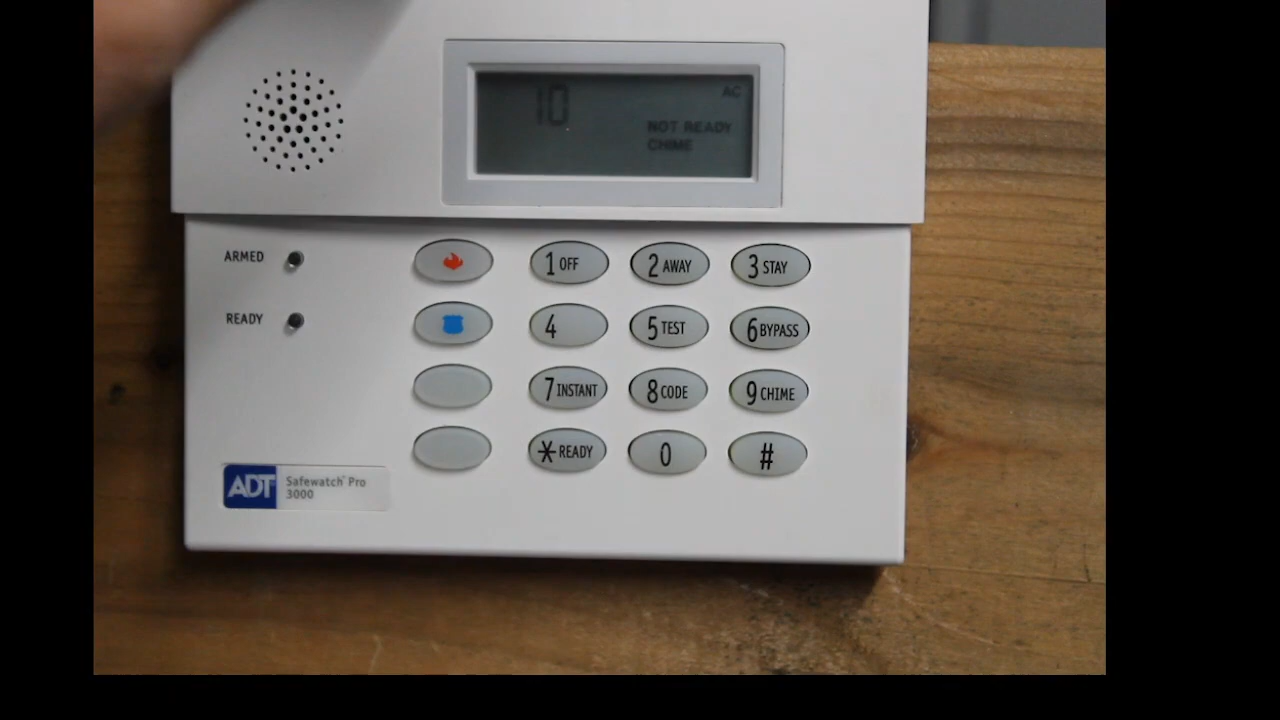 10
AC
NOT READY
CHIME
ARMED
READY
1 OFF
2 AWAY
3 STAY
4
5 TEST
6 BYPASS
7 INSTANT
8 CODE
9 CHIME
* READY
0
#
ADT
Safewatch® Pro
3000